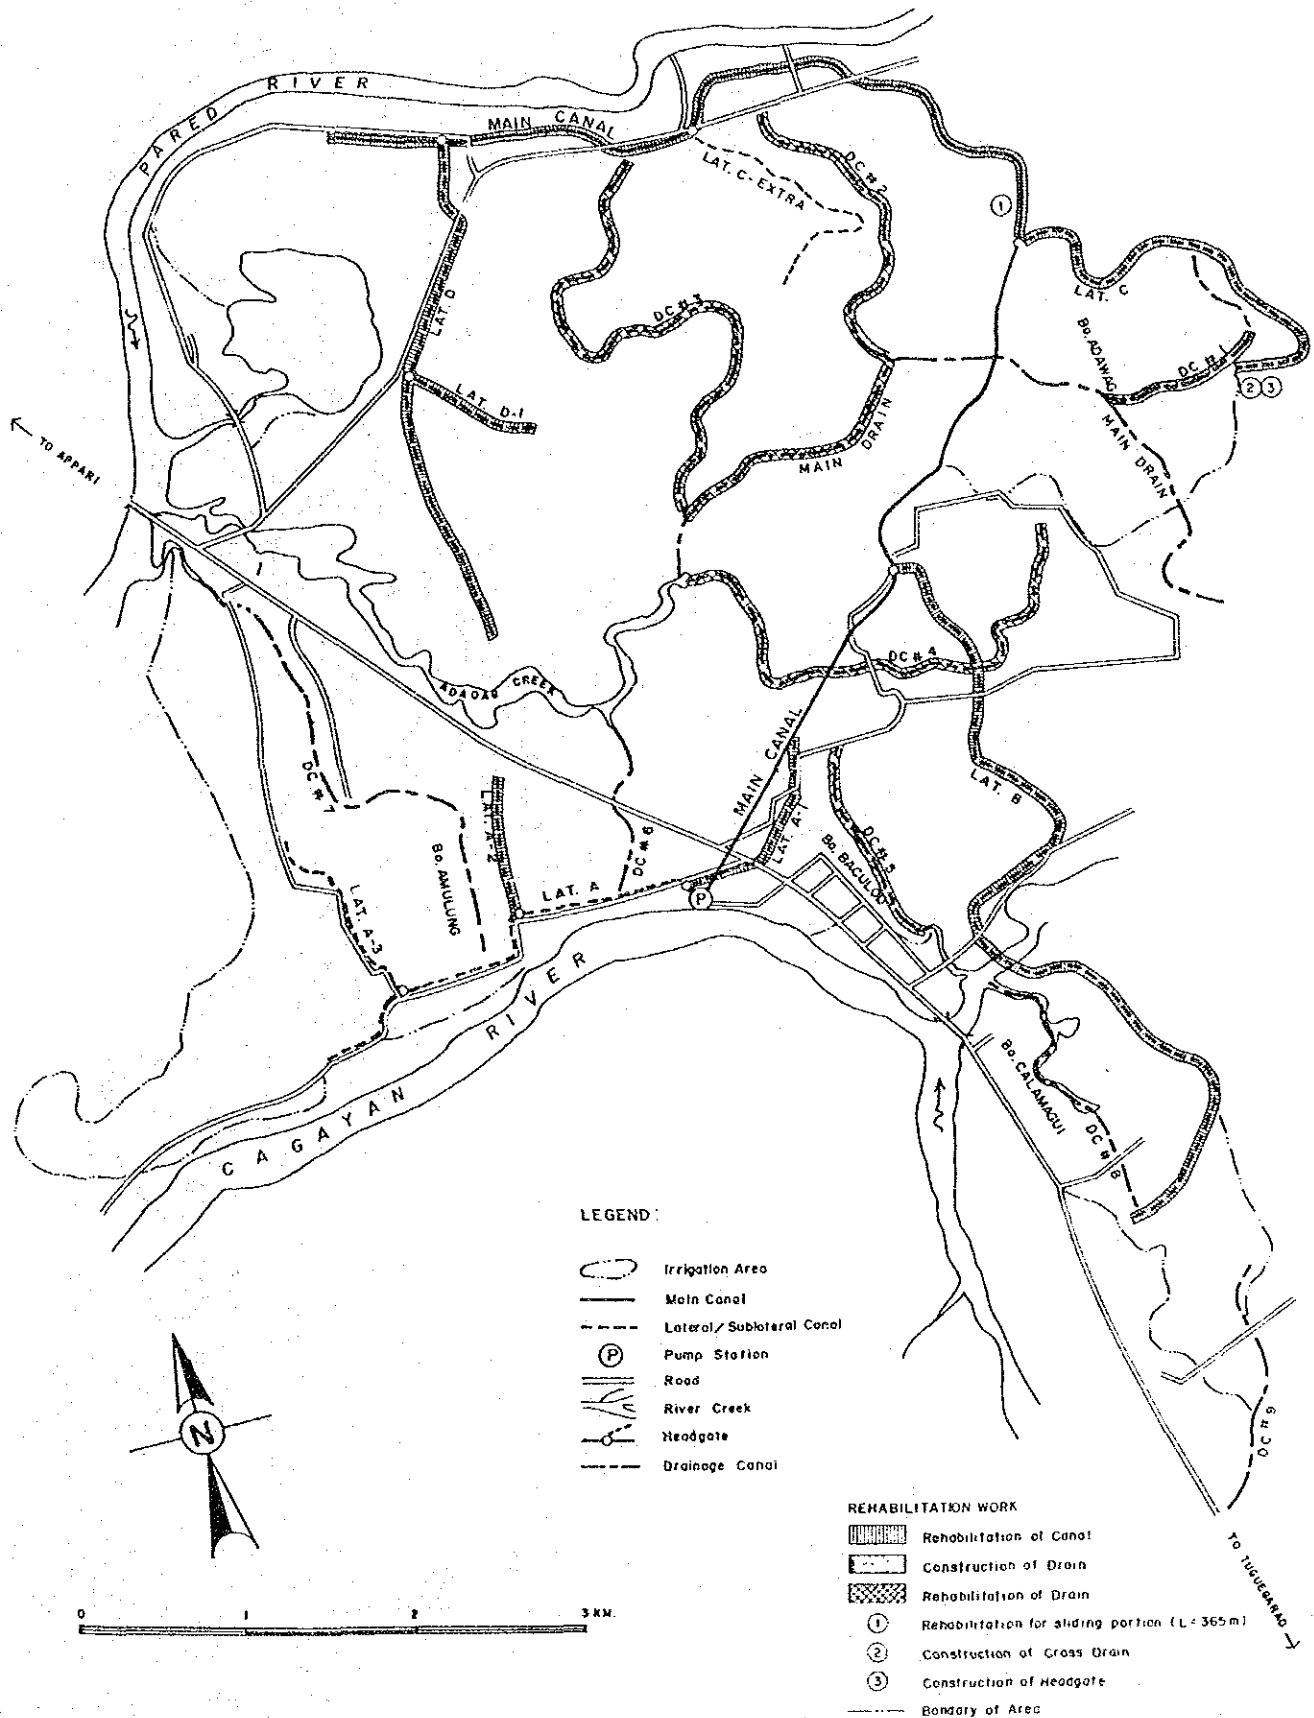 PARED RIVER
MAIN CANAL
LAT. C-EXTRA
DC # 2
1
LAT. C
Bo. ADAWAG
DC #
2 3
MAIN DRAIN
LAT. D
DC # 3
LAT. D-1
MAIN DRAIN
TO APPARI
DC # 4
ADAGAG CREEK
MAIN CANAL
LAT. B
DC # 7
LAT. A-2
DC # 6
LAT. A-1
DC # 5
Bo. BACULOD
Bo. AMULUNG
LAT. A
P
LAT. A-3
CAGAYAN RIVER
Bo. CALAMAGUI
DC # 8
DC # 9
TO TUGUEGARAO
LEGEND:
Irrigation Area
Main Canal
Lateral/Sublateral Canal
P Pump Station
Road
River Creek
Headgate
Drainage Canal
N
0 1 2 3 KM.
REHABILITATION WORK
Rehabilitation of Canal
Construction of Drain
Rehabilitation of Drain
1 Rehabilitation for sliding portion (L=365m)
2 Construction of Cross Drain
3 Construction of Headgate
Bondary of Area